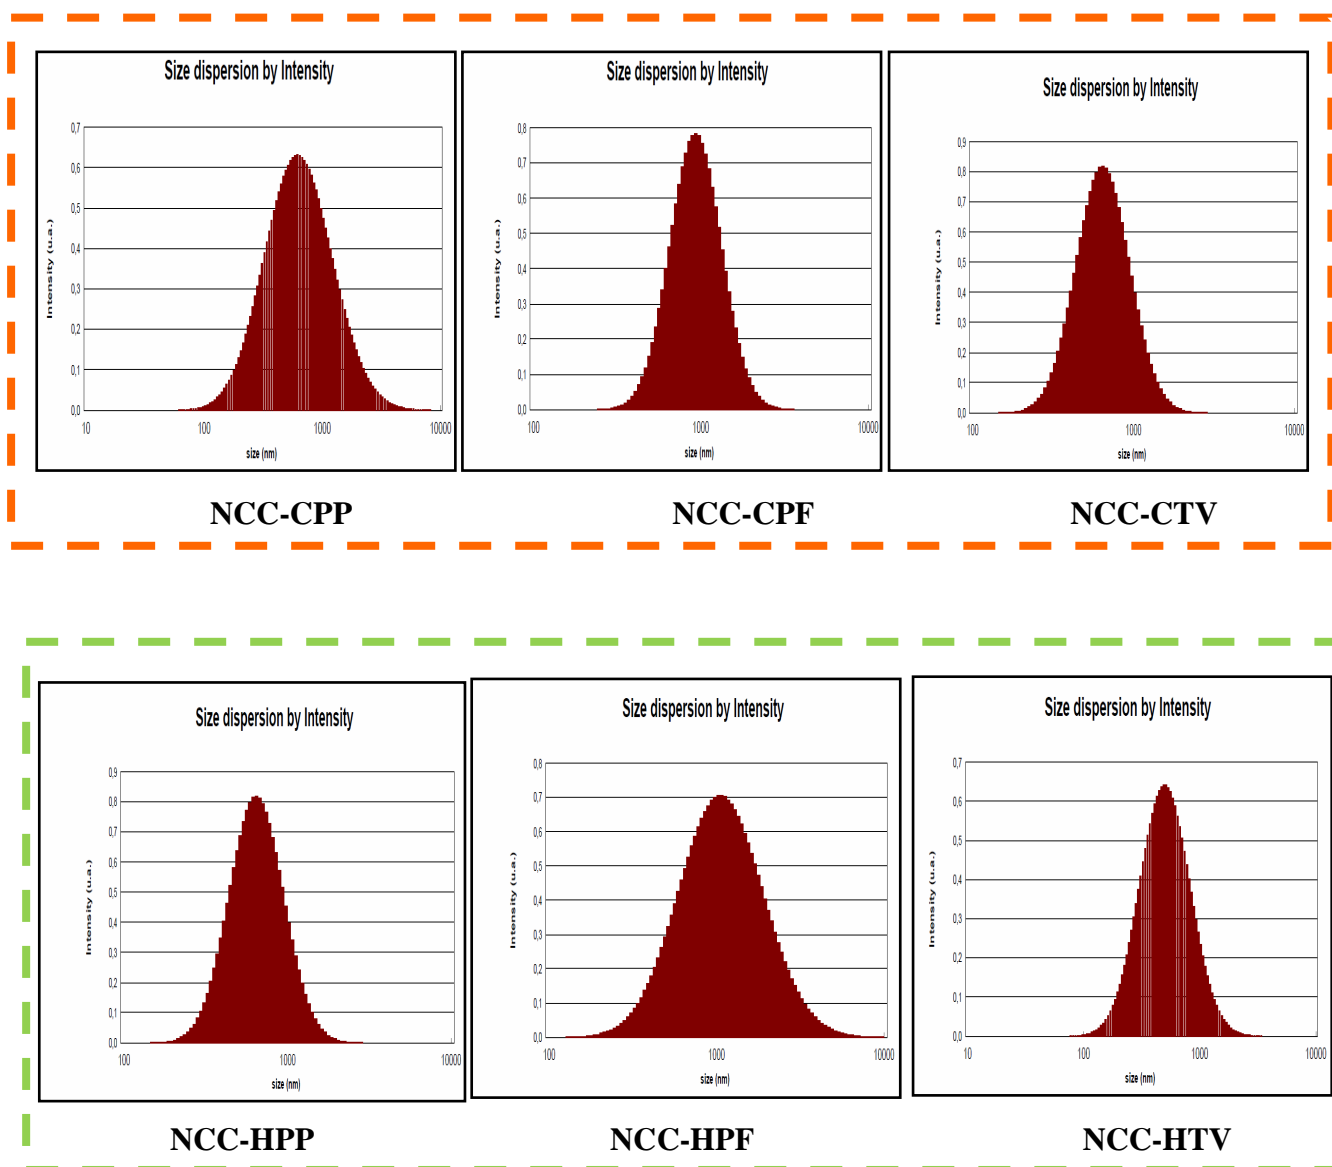 Size dispersion by Intensity
0,7
0,6
0,5
0,4
0,3
0,2
0,1
0,0
Intensity (u.a.)
10 100 1000 10000
size (nm)
NCC-CPP
Size dispersion by Intensity
0,8
0,7
0,6
0,5
0,4
0,3
0,2
0,1
0,0
Intensity (u.a.)
100 1000 10000
size (nm)
NCC-CPF
Size dispersion by Intensity
0,9
0,8
0,7
0,6
0,5
0,4
0,3
0,2
0,1
0,0
Intensity (u.a.)
100 1000 10000
size (nm)
NCC-CTV
Size dispersion by Intensity
0,9
0,8
0,7
0,6
0,5
0,4
0,3
0,2
0,1
0,0
Intensity (u.a.)
100 1000 10000
size (nm)
NCC-HPP
Size dispersion by Intensity
0,8
0,7
0,6
0,5
0,4
0,3
0,2
0,1
0,0
Intensity (u.a.)
100 1000 10000
size (nm)
NCC-HPF
Size dispersion by Intensity
0,7
0,6
0,5
0,4
0,3
0,2
0,1
0,0
Intensity (u.a.)
10 100 1000 10000
size (nm)
NCC-HTV